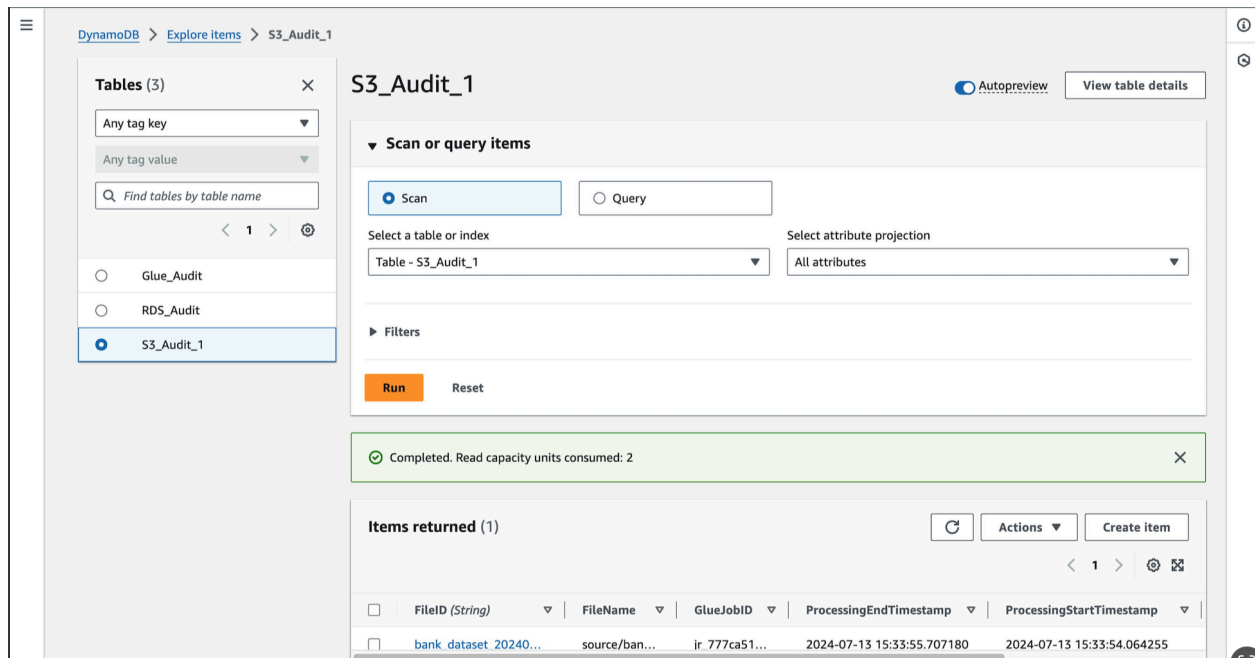 DynamoDB > Explore items > S3_Audit_1
Tables (3)
Any tag key
Any tag value
Find tables by table name
1
Glue_Audit
RDS_Audit
S3_Audit_1
S3_Audit_1
Autopreview
View table details
Scan or query items
Scan Query
Select a table or index Select attribute projection
Table - S3_Audit_1 All attributes
Filters
Run Reset
Completed. Read capacity units consumed: 2
Items returned (1)
Actions Create item
1
FileID (String) FileName GlueJobID ProcessingEndTimestamp ProcessingStartTimestamp
bank_dataset_20240... source/ban... jr_777ca51... 2024-07-13 15:33:55.707180 2024-07-13 15:33:54.064255